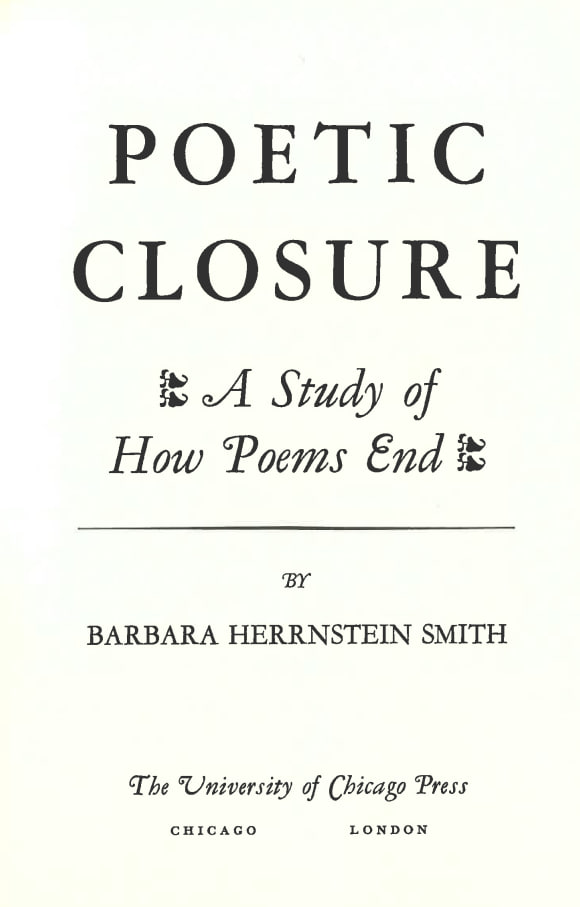 POETIC
CLOSURE
A Study of
How Poems End
BY
BARBARA HERRNSTEIN SMITH
The University of Chicago Press
CHICAGO LONDON